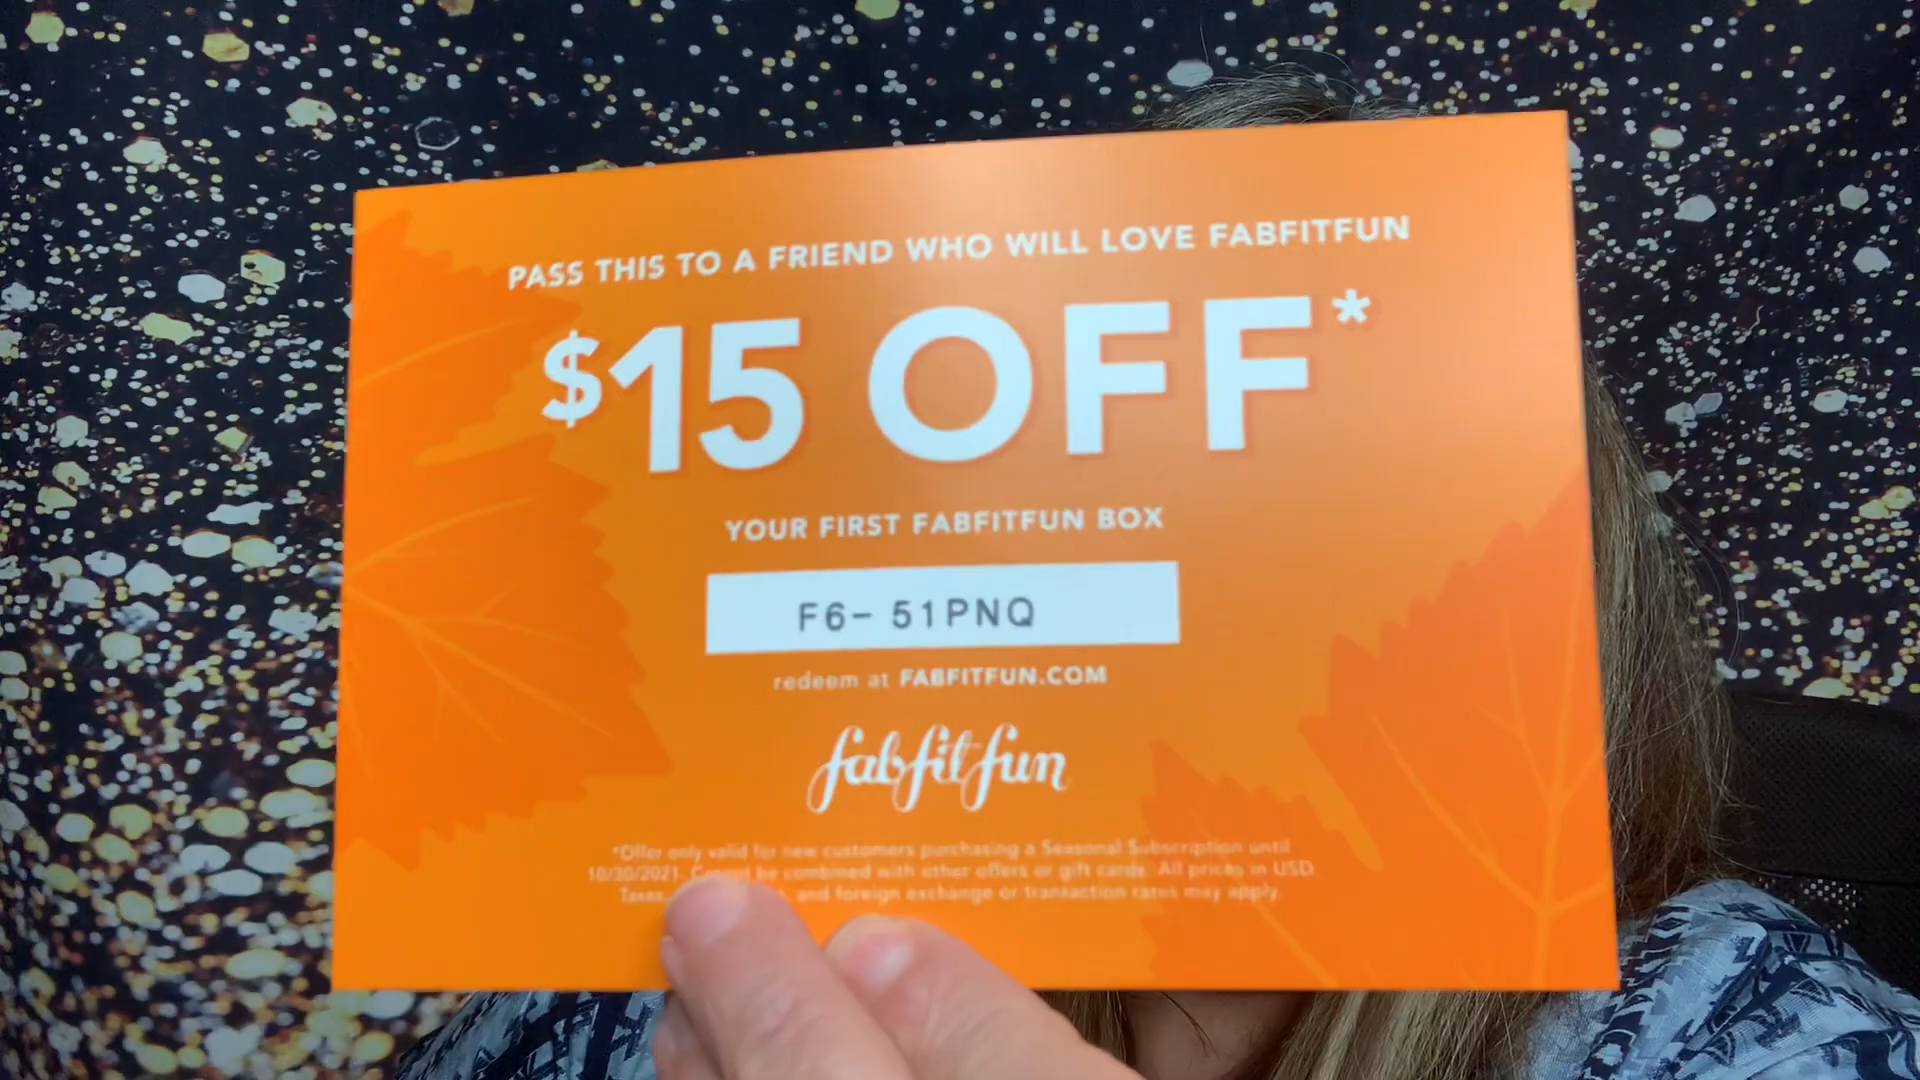 PASS THIS TO A FRIEND WHO WILL LOVE FABFITFUN
$15 OFF*
YOUR FIRST FABFITFUN BOX
F6- 51PNQ
redeem at FABFITFUN.COM
fabfitfun
*Offer only valid for new customers purchasing a Seasonal Subscription until
10/30/2021. Cannot be combined with other offers or gift cards. All prices in USD.
Taxes, and foreign exchange or transaction rates may apply.